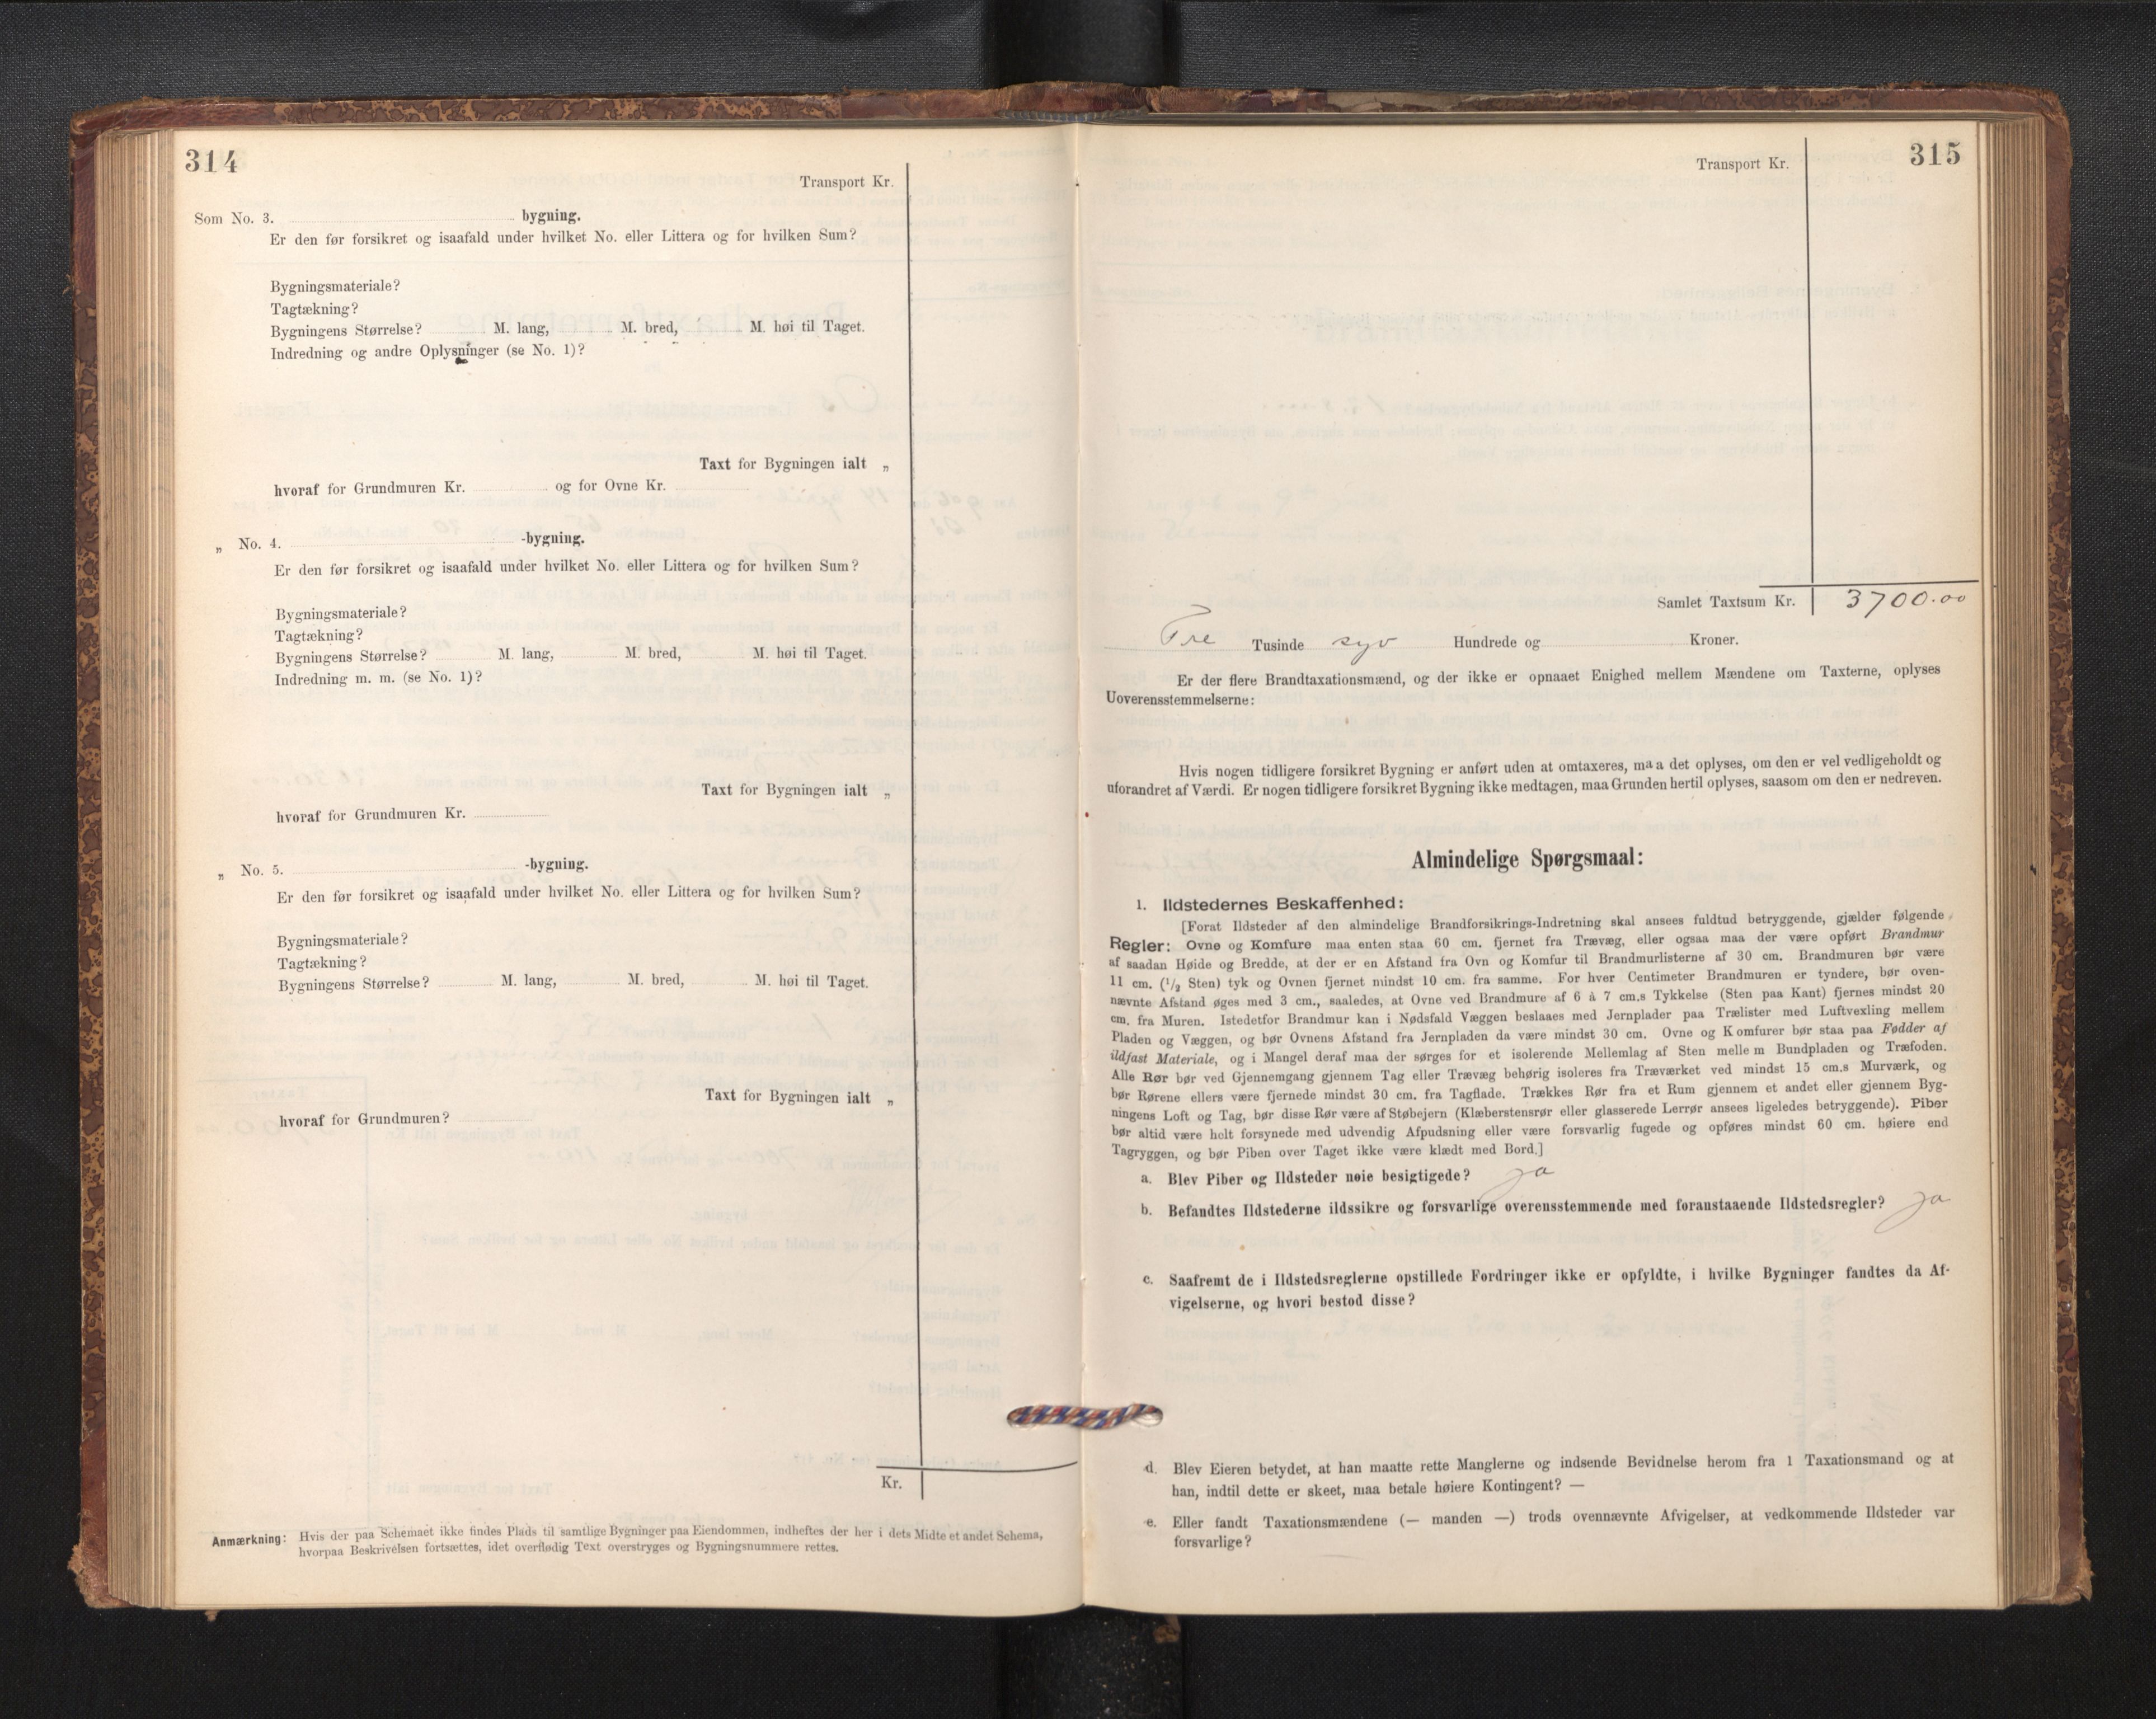 314
Transport Kr.
Som No. 3. bygning.
Er den før forsikret og isaafald under hvilket No. eller Littera og for hvilken Sum?
Bygningsmateriale?
Tagtækning?
Bygningens Størrelse? M. lang, M. bred, M. høi til Taget.
Indredning og andre Oplysninger (se No. 1)?
Taxt for Bygningen ialt „
hvoraf for Grundmuren Kr. og for Ovne Kr.
„ No. 4. -bygning.
Er den før forsikret og isaafald under hvilket No. eller Littera og for hvilken Sum?
Bygningsmateriale?
Tagtækning?
Bygningens Størrelse? M. lang, M. bred, M. høi til Taget.
Indredning m. m. (se No. 1)?
Taxt for Bygningen ialt „
hvoraf for Grundmuren Kr.
„ No. 5. -bygning.
Er den før forsikret og isaafald under hvilket No. eller Littera og for hvilken Sum?
Bygningsmateriale?
Tagtækning?
Bygningens Størrelse? M. lang, M. bred, M. høi til Taget.
Taxt for Bygningen ialt „
hvoraf for Grundmuren?
Kr.
Anmærkning: Hvis der paa Schemaet ikke findes Plads til samtlige Bygninger paa Eiendommen, indheftes der her i dets Midte et andet Schema,
hvorpaa Beskrivelsen fortsættes, idet overflødig Text overstryges og Bygningsnummere rettes.
315
Transport Kr.
Samlet Taxtsum Kr. 3700.00
Tre Tusinde syv Hundrede og Kroner.
Er der flere Brandtaxationsmænd, og der ikke er opnaaet Enighed mellem Mændene om Taxterne, oplyses
Uoverensstemmelserne:
Hvis nogen tidligere forsikret Bygning er anført uden at omtaxeres, maa det oplyses, om den er vel vedligeholdt og
uforandret af Værdi. Er nogen tidligere forsikret Bygning ikke medtagen, maa Grunden hertil oplyses, saasom om den er nedreven.
Almindelige Spørgsmaal:
1. Ildstedernes Beskaffenhed:
[Forat Ildsteder af den almindelige Brandforsikrings-Indretning skal ansees fuldtud betryggende, gjælder følgende
Regler: Ovne og Komfure maa enten staa 60 cm. fjernet fra Trævæg, eller ogsaa maa der være opført Brandmur
af saadan Høide og Bredde, at der er en Afstand fra Ovn og Komfur til Brandmurlisterne af 30 cm. Brandmuren bør være
11 cm. (1/2 Sten) tyk og Ovnen fjernet mindst 10 cm. fra samme. For hver Centimeter Brandmuren er tyndere, bør oven-
nævnte Afstand øges med 3 cm., saaledes, at Ovne ved Brandmure af 6 à 7 cm.s Tykkelse (Sten paa Kant) fjernes mindst 20
cm. fra Muren. Istedetfor Brandmur kan i Nødsfald Væggen beslaaes med Jernplader paa Trælister med Luftvexling mellem
Pladen og Væggen, og bør Ovnens Afstand fra Jernpladen da være mindst 30 cm. Ovne og Komfurer bør staa paa Fødder af
ildfast Materiale, og i Mangel deraf maa der sørges for et isolerende Mellemlag af Sten mellem Bundpladen og Træfoden.
Alle Rør bør ved Gjennemgang gjennem Tag eller Trævæg behørig isoleres fra Træværket ved mindst 15 cm.s Murværk, og
bør Rørene ellers være fjernede mindst 30 cm. fra Tagflade. Trækkes Rør fra et Rum gjennem et andet eller gjennem Byg-
ningens Loft og Tag, bør disse Rør være af Støbejern (Klæberstensrør eller glasserede Lerrør ansees ligeledes betryggende). Piber
bør altid være helt forsynede med udvendig Afpudsning eller være forsvarlig fugede og opføres mindst 60 cm. høiere end
Tagryggen, og bør Piben over Taget ikke være klædt med Bord.]
a. Blev Piber og Ildsteder nøie besigtigede? ja
b. Befandtes Ildstederne ildssikre og forsvarlige overensstemmende med foranstaaende Ildstedsregler? ja
c. Saafremt de i Ildstedsreglerne opstillede Fordringer ikke er opfyldte, i hvilke Bygninger fandtes da Af-
vigelserne, og hvori bestod disse?
d. Blev Eieren betydet, at han maatte rette Manglerne og indsende Bevidnelse herom fra 1 Taxationsmand og at
han, indtil dette er skeet, maa betale høiere Kontingent? —
e. Eller fandt Taxationsmændene (— manden —) trods ovennævnte Afvigelser, at vedkommende Ildsteder var
forsvarlige?